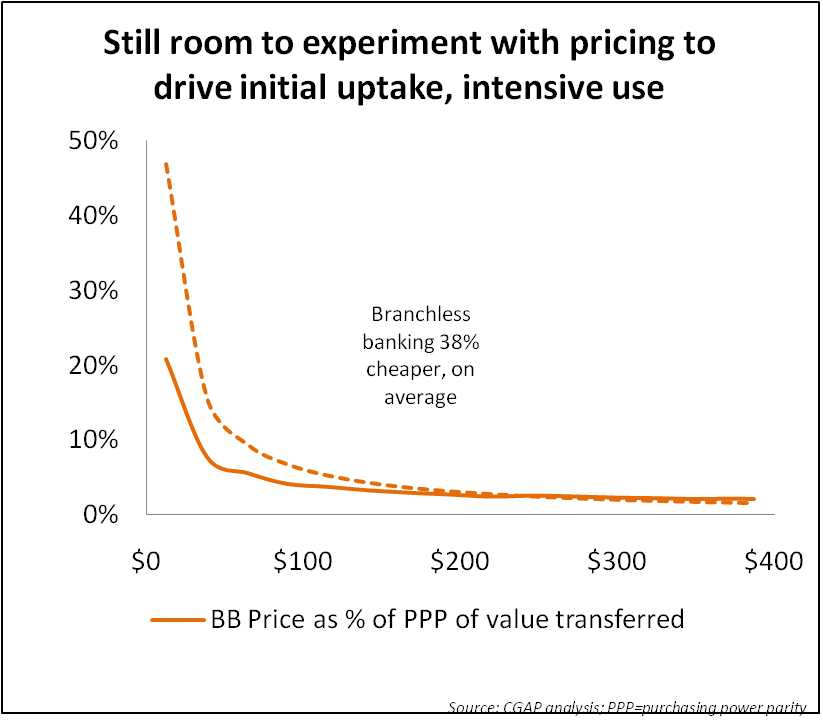 Still room to experiment with pricing to
drive initial uptake, intensive use
50%
40%
30%
20%
10%
0%
Branchless
banking 38%
cheaper, on
average
$0 $100 $200 $300 $400
BB Price as % of PPP of value transferred
Source: CGAP analysis; PPP=purchasing power parity